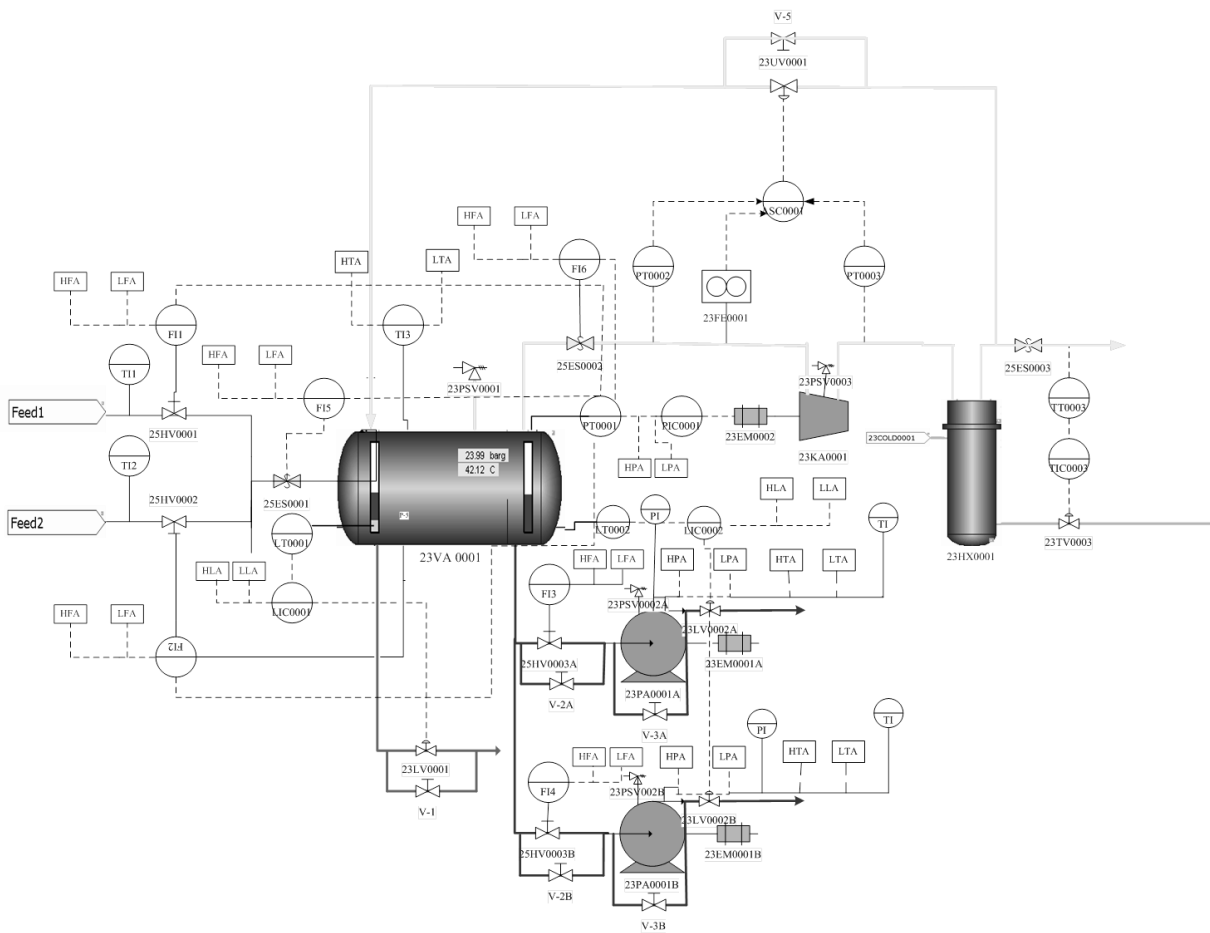 V-5
23UV0001
ASC0001
HFA
LFA
FI6
PT0002
PT0003
HTA
LTA
HFA
LFA
23FE0001
FI1
TI3
HFA
LFA
25ES0002
25ES0003
TI1
23PSV0001
23PSV0003
FI5
TT0003
Feed1
PT0001
PIC0001
23EM0002
25HV0001
23KA0001
23COLD0001
TI2
23.99 barg
42.12 C
HPA
LPA
TIC0003
25HV0002
25ES0001
HLA
LLA
PI
TI
Feed2
LT0002
LIC0002
LT0001
23VA 0001
23HX0001
23TV0003
HFA
LFA
HPA
LPA
HTA
LTA
HLA
LLA
FI3
23PSV0002A
LIC0001
HFA
LFA
23LV0002A
FI2
25HV0003A
23EM0001A
23PA0001A
V-2A
TI
V-3A
PI
HFA
LFA
HPA
LPA
HTA
LTA
23LV0001
FI4
23PSV002B
V-1
23LV0002B
25HV0003B
23EM0001B
23PA0001B
V-2B
V-3B